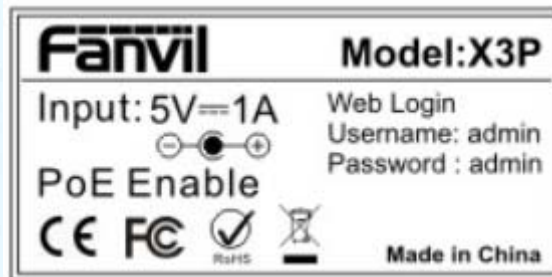 Fanvil
Model:X3P
Input: 5V⎓1A
PoE Enable
Web Login
Username: admin
Password : admin
CE FC
RoHS
Made in China